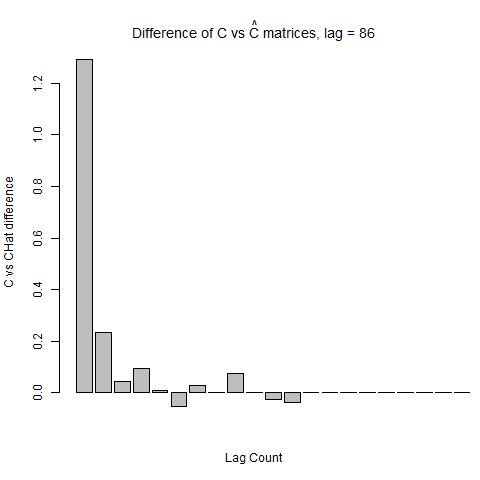 Difference of C vs Ĉ matrices, lag = 86
C vs CHat difference
1.2
1.0
0.8
0.6
0.4
0.2
0.0
Lag Count